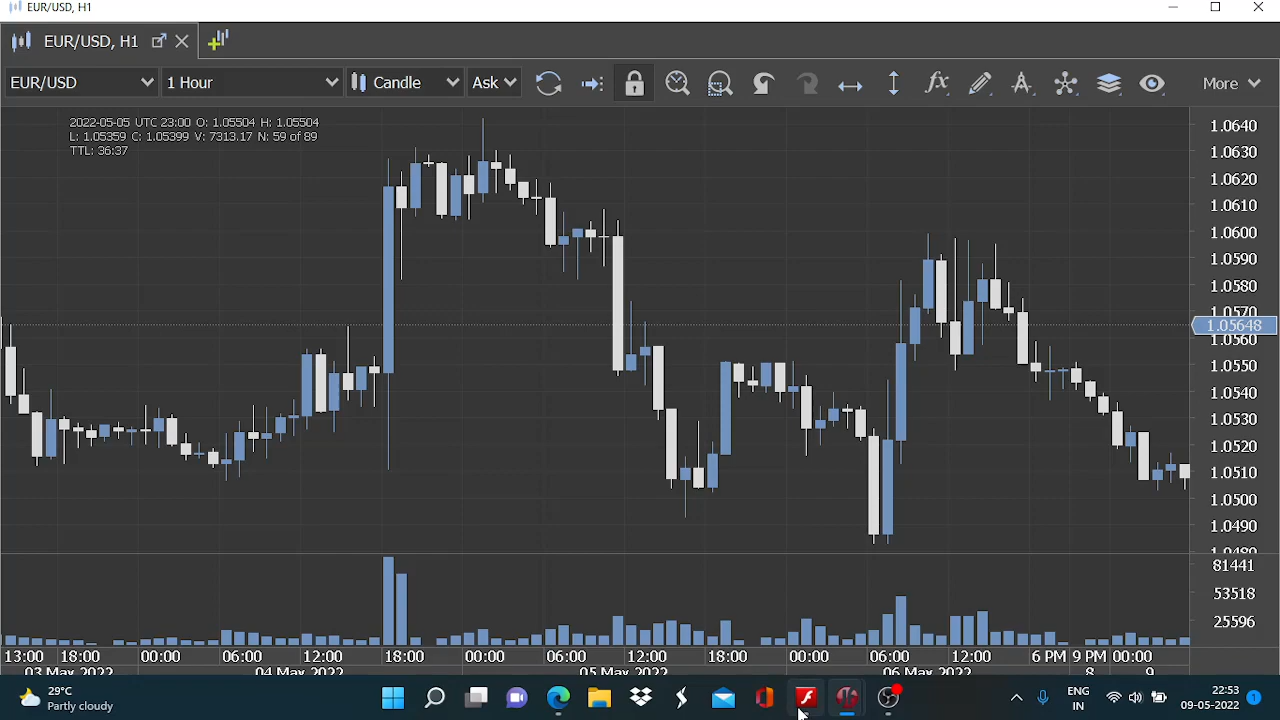 EUR/USD, H1
EUR/USD, H1
EUR/USD 1 Hour Candle Ask More
2022-05-05 UTC 23:00 O: 1.05504 H: 1.05504
L: 1.05359 C: 1.05399 V: 7313.17 N: 59 of 89
TTL: 36:37
1.0640
1.0630
1.0620
1.0610
1.0600
1.0590
1.0580
1.0570
1.05648
1.0560
1.0550
1.0540
1.0530
1.0520
1.0510
1.0500
1.0490
1.0480
81441
53518
25596
13:00 18:00 00:00 06:00 12:00 18:00 00:00 06:00 12:00 18:00 00:00 06:00 12:00 6 PM 9 PM 00:00
03 May 2022 04 May 2022 05 May 2022 06 May 2022 9
29°C
Partly cloudy
ENG
IN
22:53
09-05-2022
1